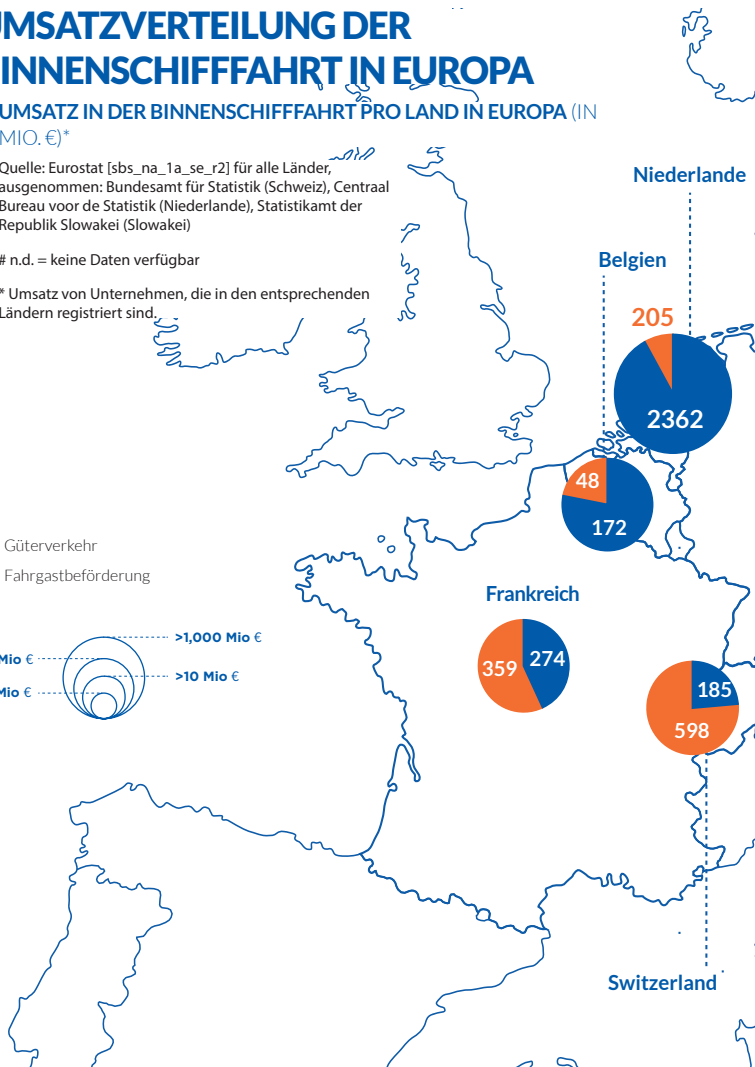 UMSATZVERTEILUNG DER
INNENSCHIFFFAHRT IN EUROPA
UMSATZ IN DER BINNENSCHIFFFAHRT PRO LAND IN EUROPA (IN
MIO. €)*
Quelle: Eurostat [sbs_na_1a_se_r2] für alle Länder,
ausgenommen: Bundesamt für Statistik (Schweiz), Centraal
Bureau voor de Statistik (Niederlande), Statistikamt der
Republik Slowakei (Slowakei)
# n.d. = keine Daten verfügbar
* Umsatz von Unternehmen, die in den entsprechenden
Ländern registriert sind.
Niederlande
Belgien
205
2362
48
172
Güterverkehr
Fahrgastbeförderung
Frankreich
>1,000 Mio €
Mio €
>10 Mio €
Mio €
359
274
185
598
Switzerland